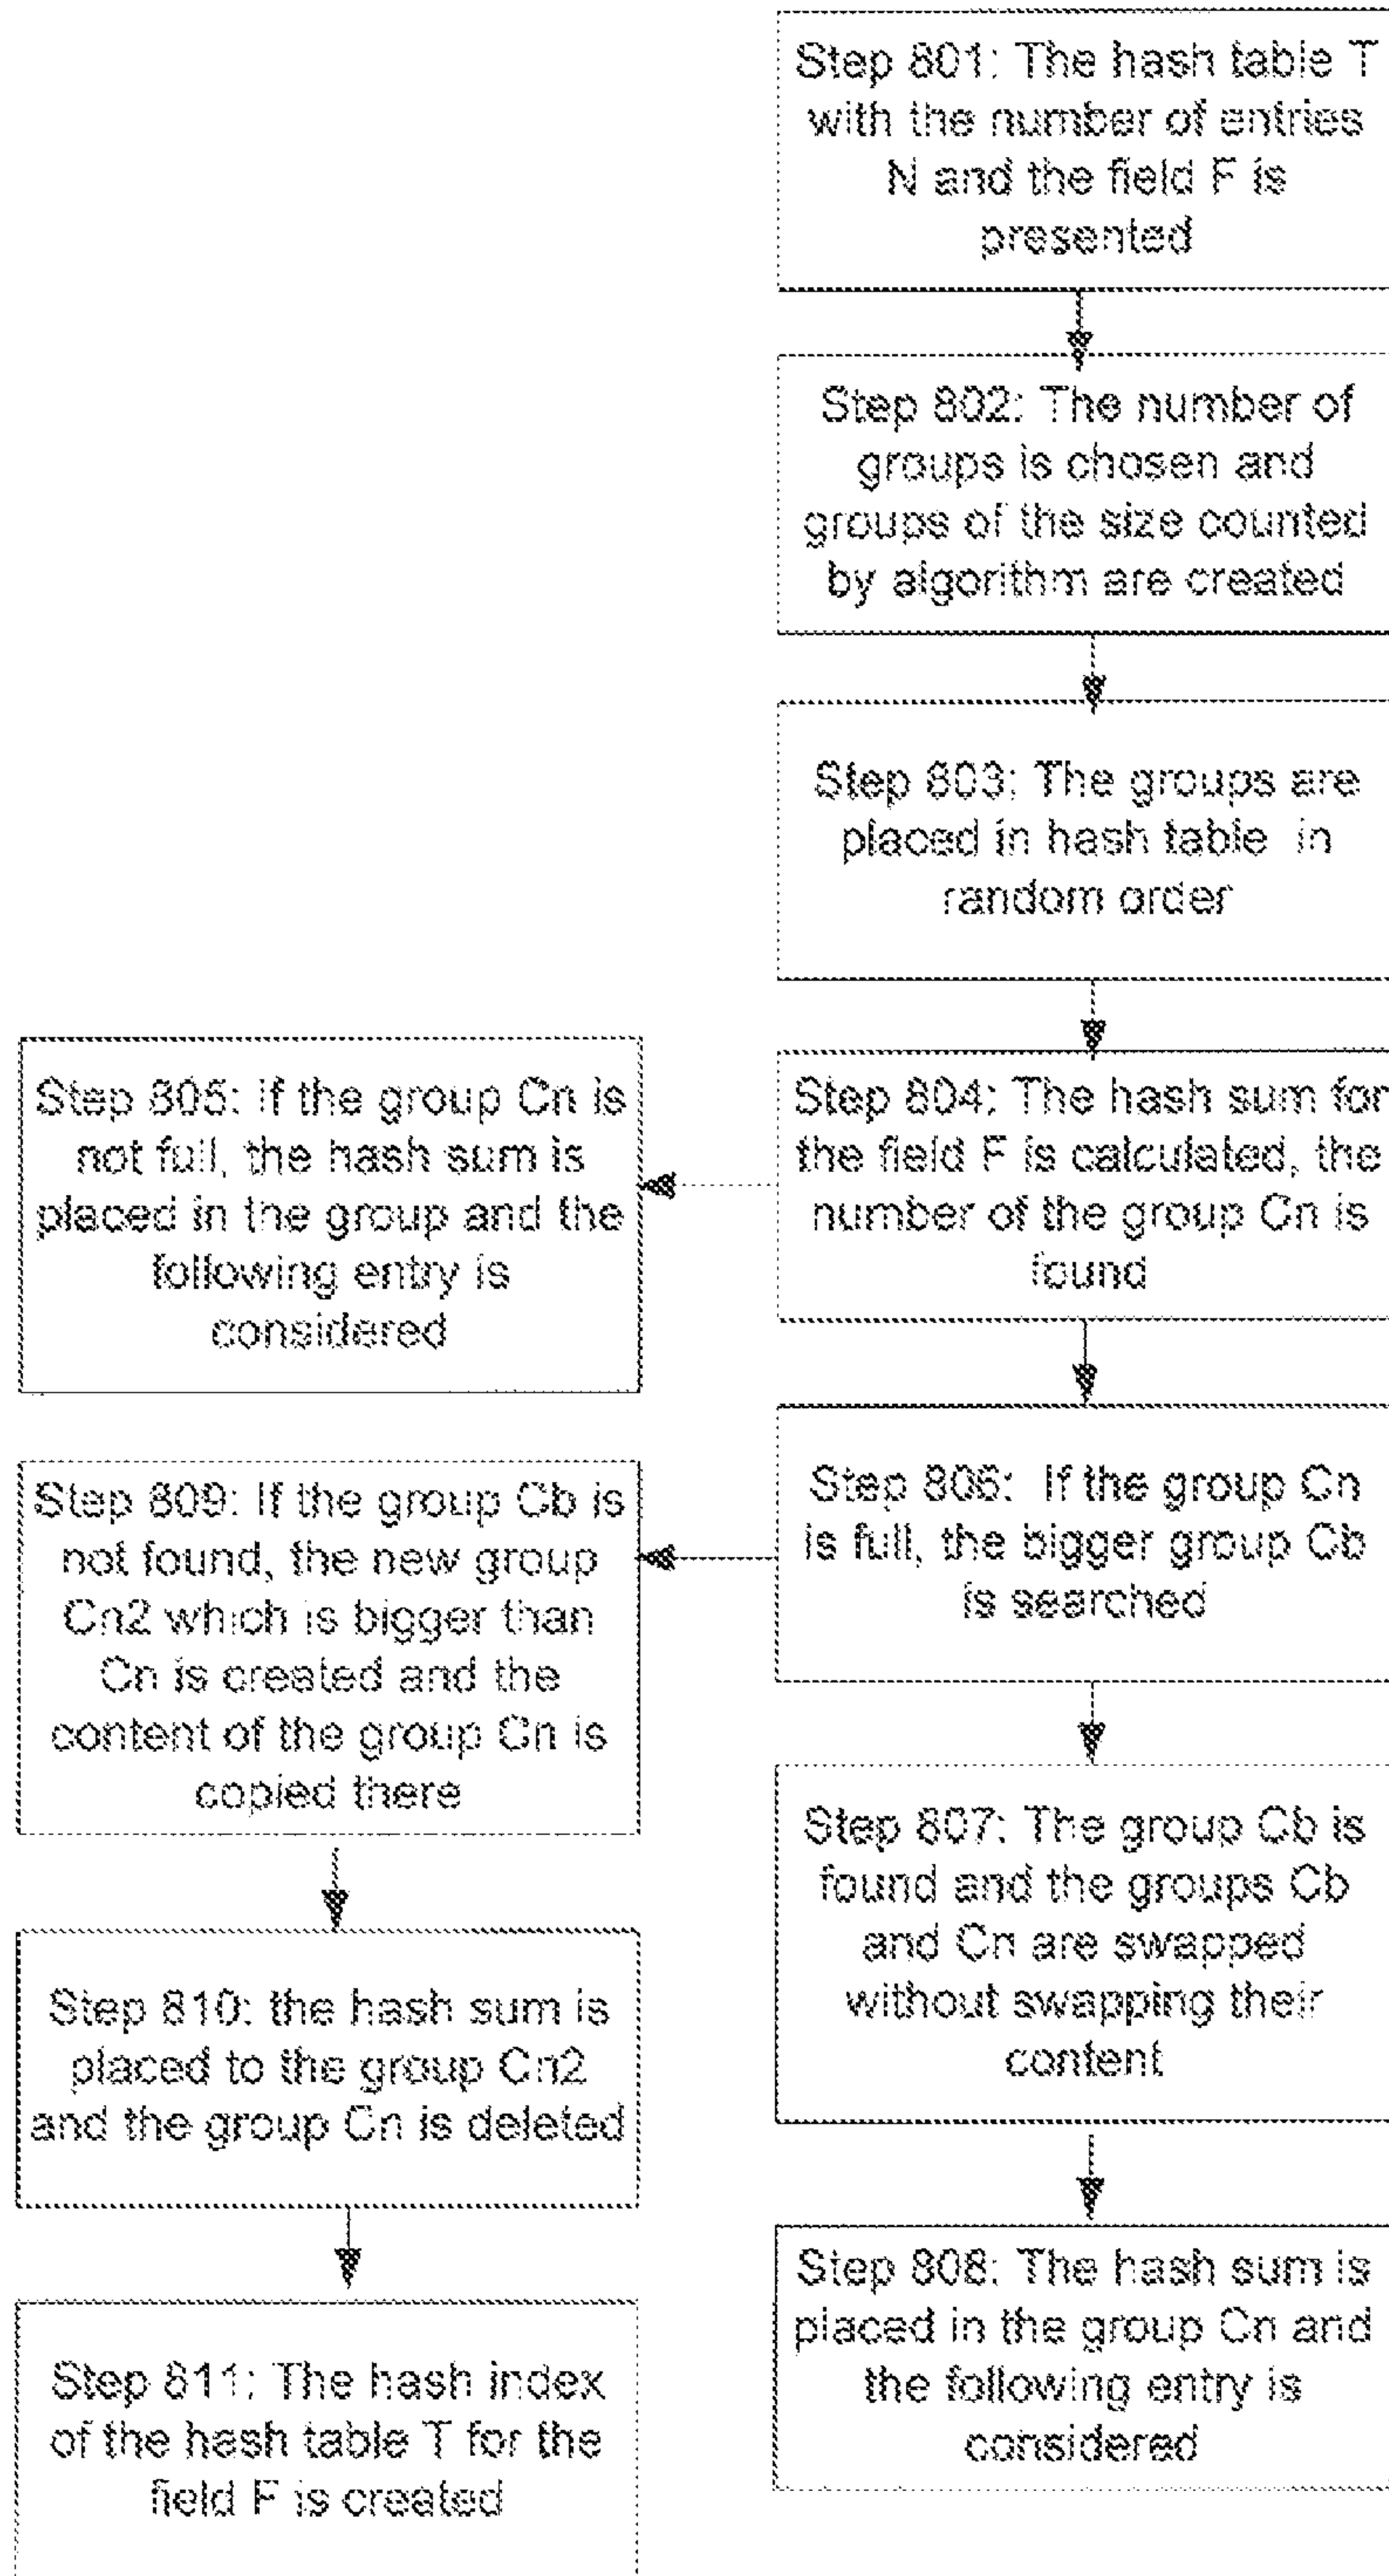 Step 801: The hash table T
with the number of entries
N and the field F is
presented
Step 802: The number of
groups is chosen and
groups of the size counted
by algorithm are created
Step 803: The groups are
placed in hash table in
random order
Step 804: The hash sum for
the field F is calculated, the
number of the group Cn is
found
Step 805: If the group Cn is
not full, the hash sum is
placed in the group and the
following entry is
considered
Step 806: If the group Cn
is full, the bigger group Cb
is searched
Step 807: The group Cb is
found and the groups Cb
and Cn are swapped
without swapping their
content
Step 808: The hash sum is
placed in the group Cn and
the following entry is
considered
Step 809: If the group Cb is
not found, the new group
Cn2 which is bigger than
Cn is created and the
content of the group Cn is
copied there
Step 810: the hash sum is
placed to the group Cn2
and the group Cn is deleted
Step 811: The hash index
of the hash table T for the
field F is created